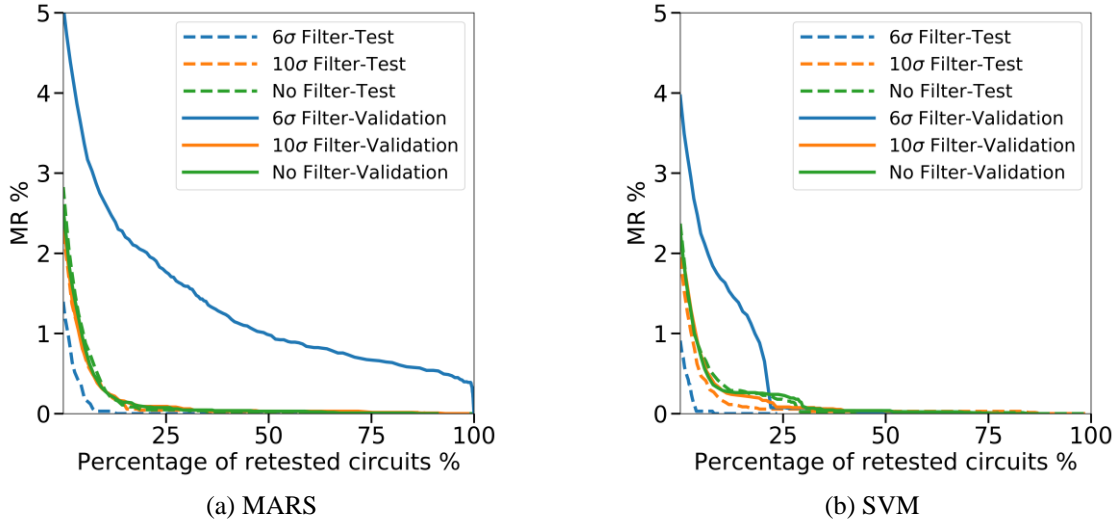 5
4
3
2
1
0
MR %
6σ Filter-Test
10σ Filter-Test
No Filter-Test
6σ Filter-Validation
10σ Filter-Validation
No Filter-Validation
25 50 75 100
Percentage of retested circuits %
(a) MARS
5
4
3
2
1
0
MR %
6σ Filter-Test
10σ Filter-Test
No Filter-Test
6σ Filter-Validation
10σ Filter-Validation
No Filter-Validation
25 50 75 100
Percentage of retested circuits %
(b) SVM